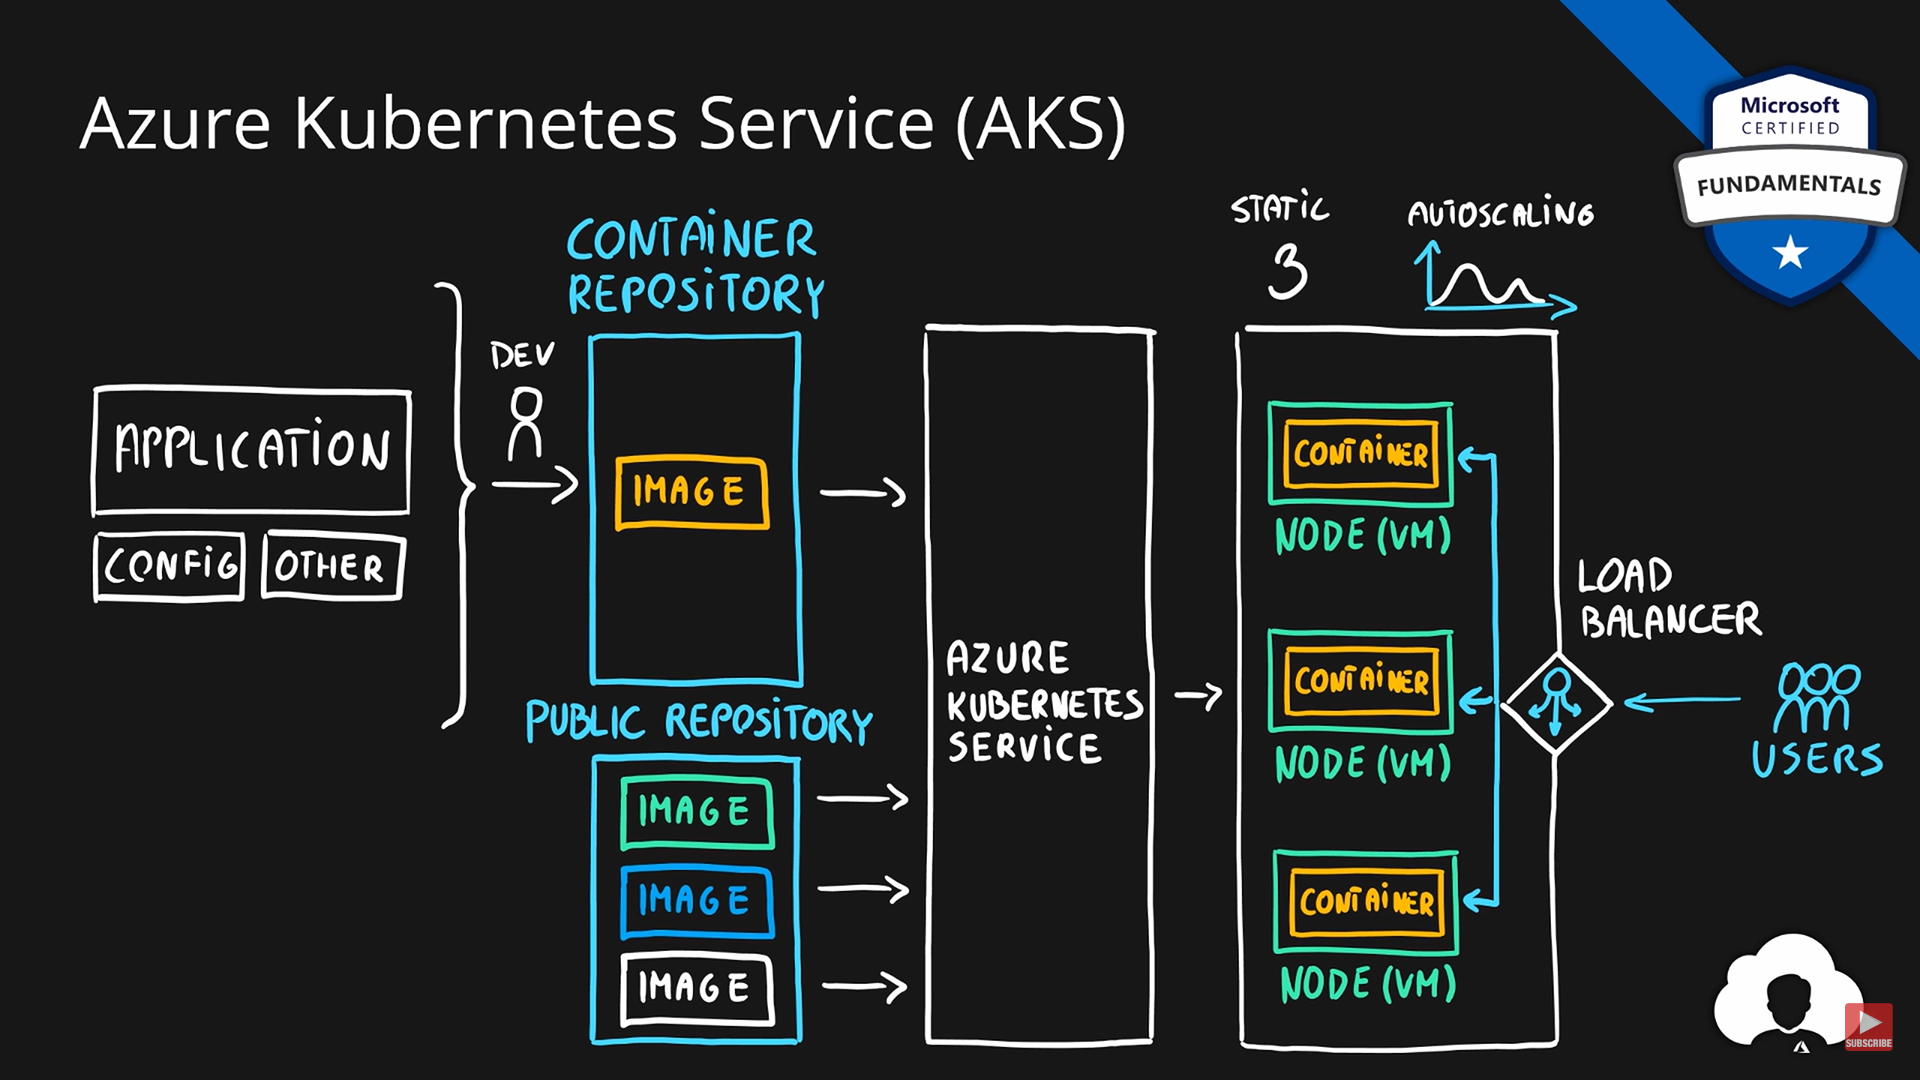 Azure Kubernetes Service (AKS)
Microsoft
CERTIFIED
FUNDAMENTALS
STATIC
3
AUTOSCALING
CONTAINER
REPOSITORY
DEV
APPLICATION
CONFIG
OTHER
IMAGE
PUBLIC REPOSITORY
IMAGE
IMAGE
IMAGE
AZURE
KUBERNETES
SERVICE
CONTAINER
NODE (VM)
CONTAINER
NODE (VM)
CONTAINER
NODE (VM)
LOAD
BALANCER
USERS
SUBSCRIBE